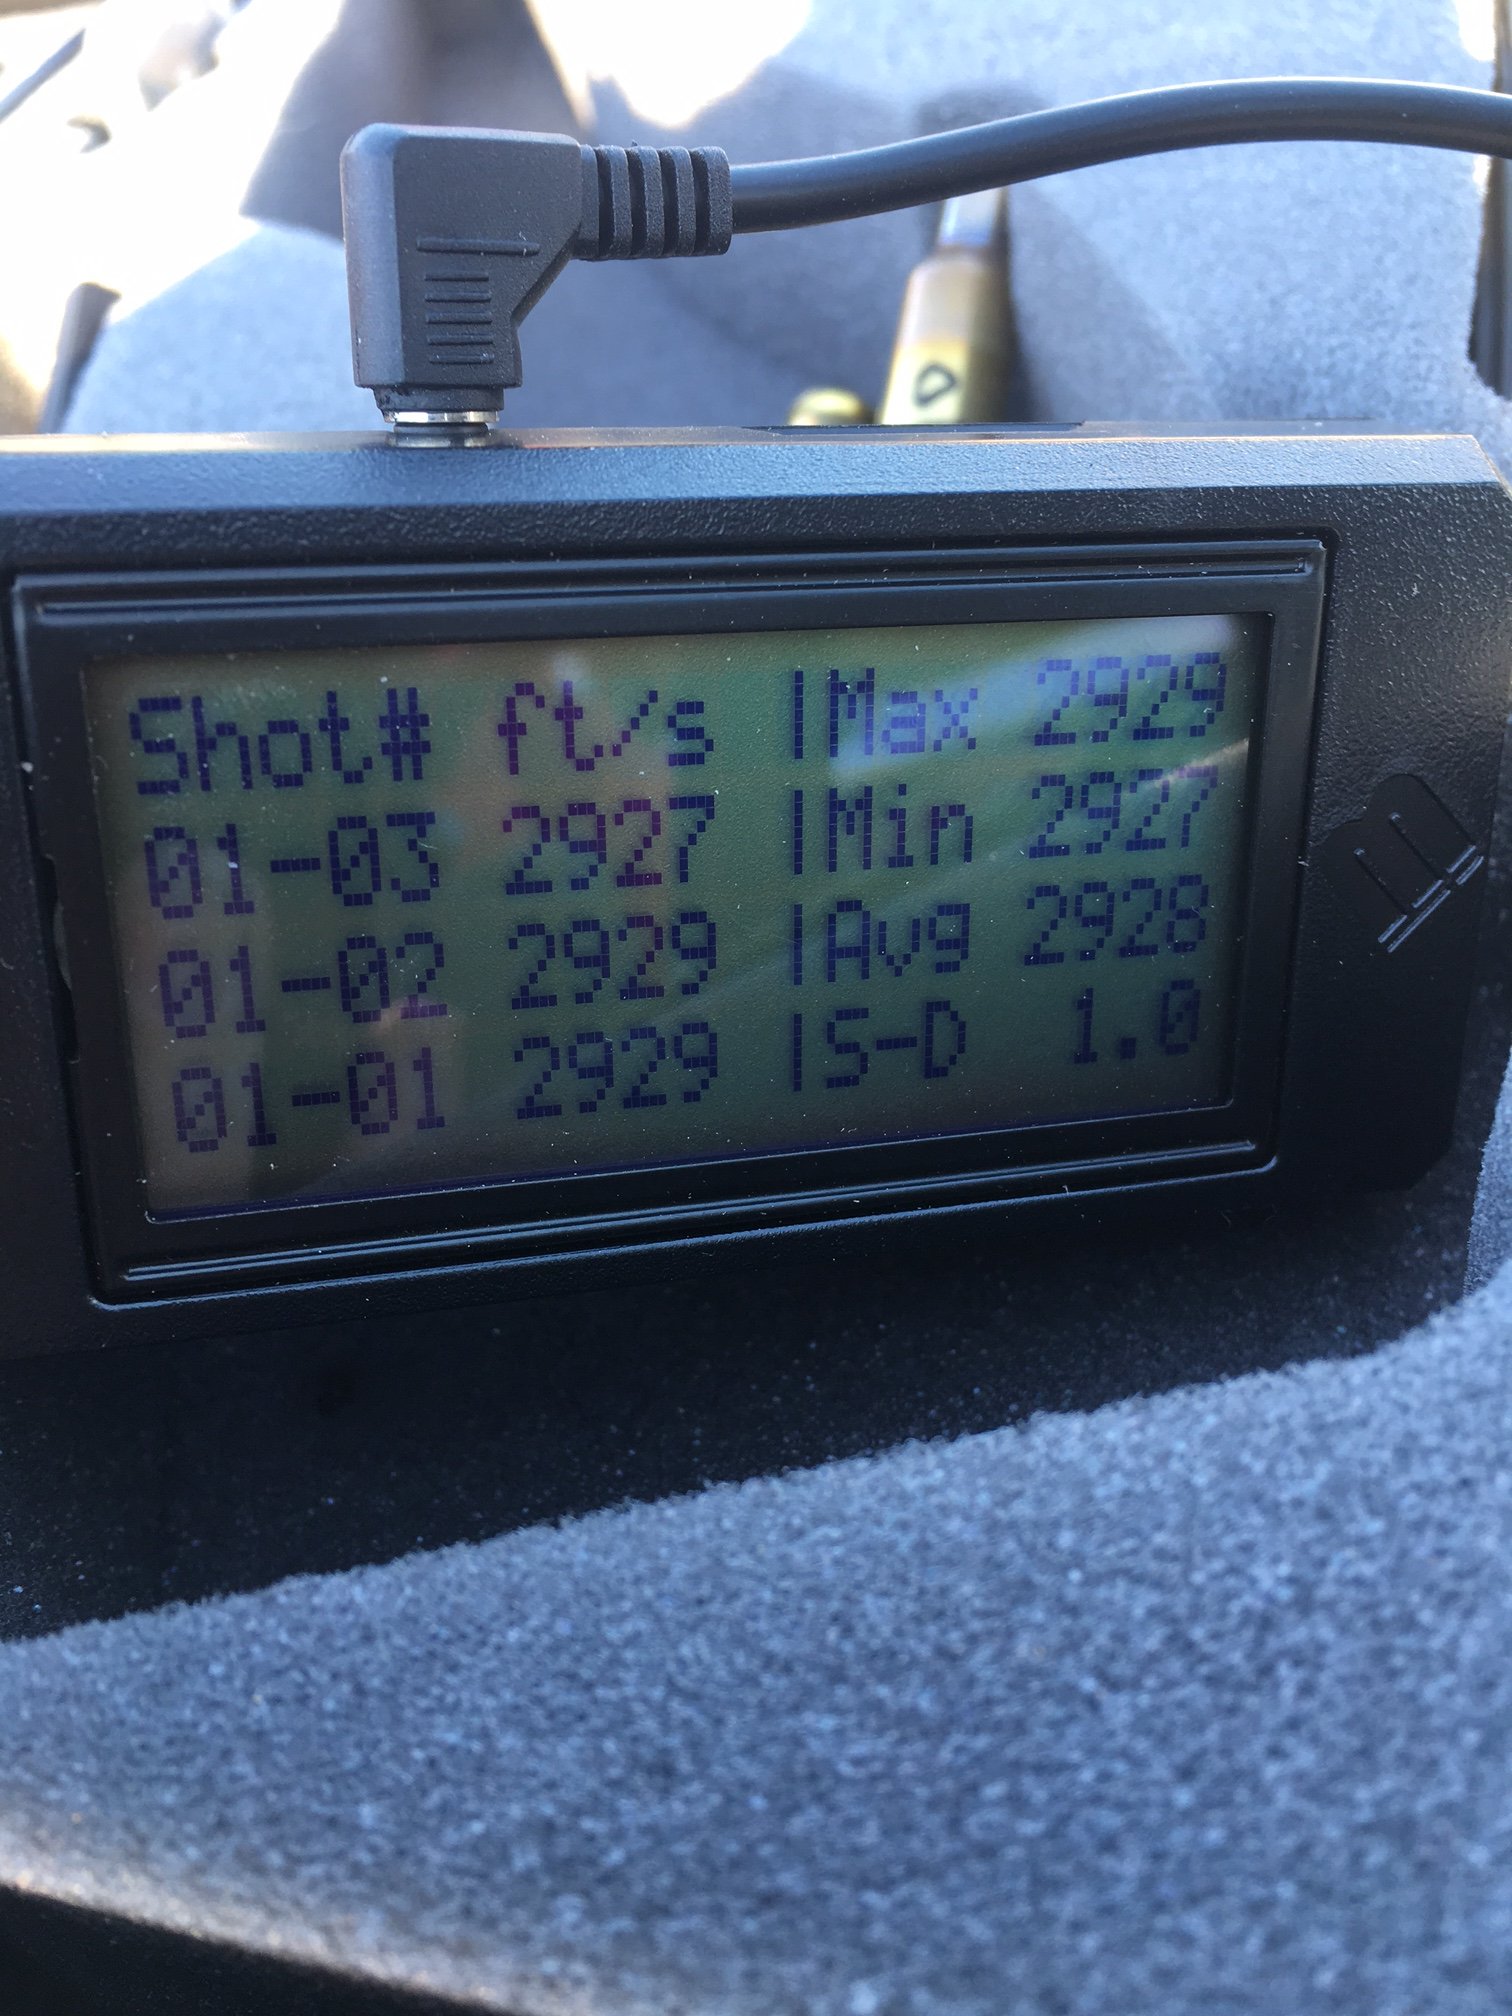 Shot# ft/s |Max 2929
01-03 2927 |Min 2927
01-02 2929 |Avg 2928
01-01 2929 |S-D 1.0